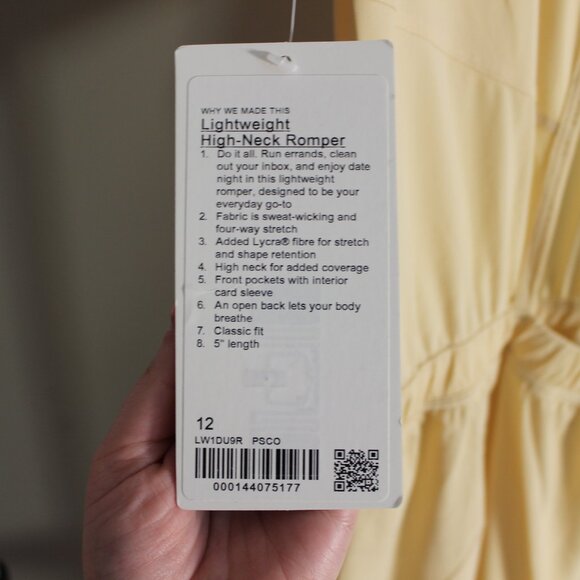 WHY WE MADE THIS
Lightweight
High-Neck Romper
1. Do it all. Run errands, clean
out your inbox, and enjoy date
night in this lightweight
romper, designed to be your
everyday go-to
2. Fabric is sweat-wicking and
four-way stretch
3. Added Lycra® fibre for stretch
and shape retention
4. High neck for added coverage
5. Front pockets with interior
card sleeve
6. An open back lets your body
breathe
7. Classic fit
8. 5" length
12
LW1DU9R PSCO
000144075177